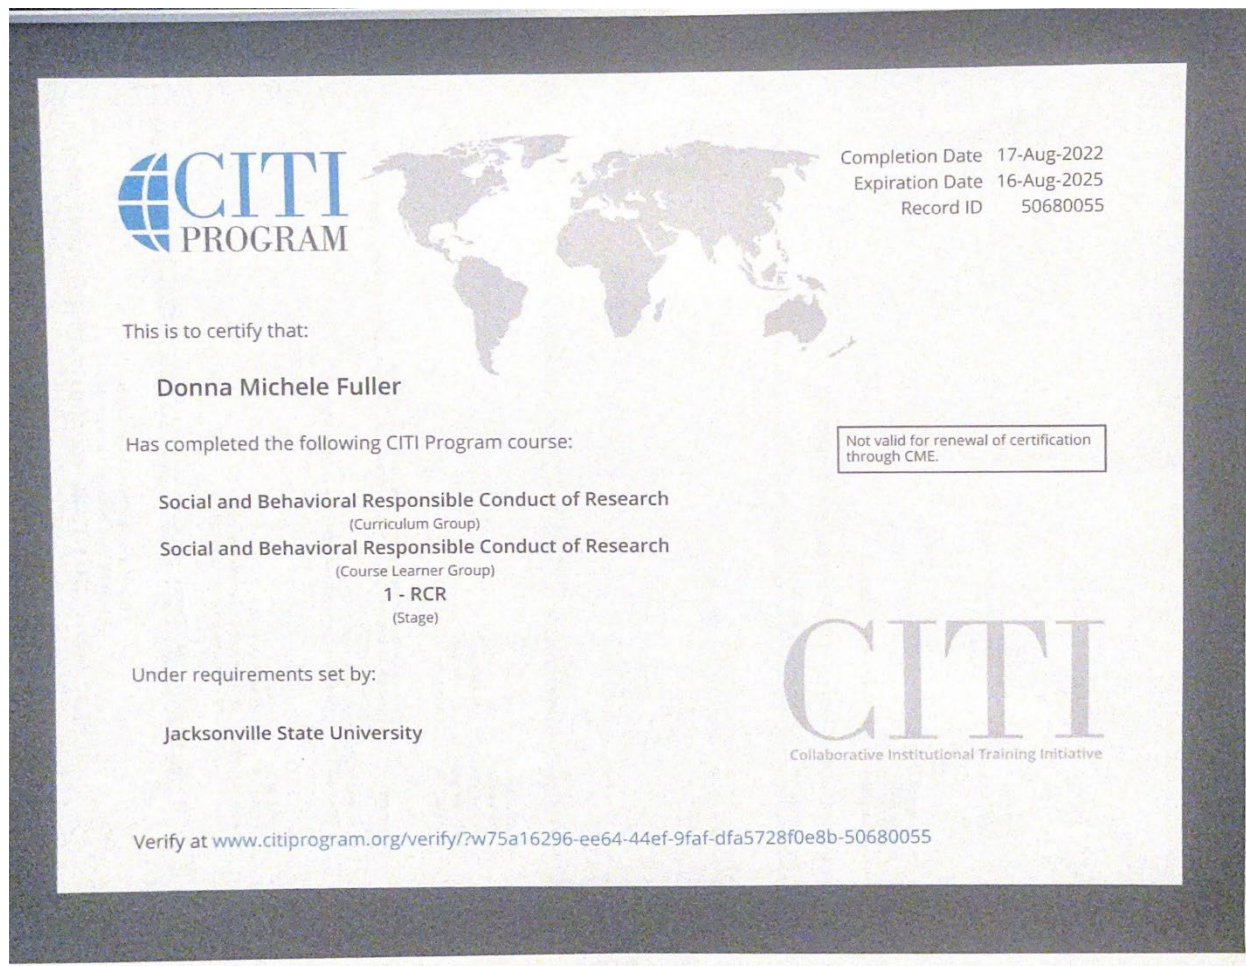 CITI
PROGRAM
Completion Date 17-Aug-2022
Expiration Date 16-Aug-2025
Record ID 50680055
This is to certify that:
Donna Michele Fuller
Has completed the following CITI Program course:
Not valid for renewal of certification
through CME.
Social and Behavioral Responsible Conduct of Research
(Curriculum Group)
Social and Behavioral Responsible Conduct of Research
(Course Learner Group)
1 - RCR
(Stage)
Under requirements set by:
Jacksonville State University
CITI
Collaborative Institutional Training Initiative
Verify at www.citiprogram.org/verify/?w75a16296-ee64-44ef-9faf-dfa5728f0e8b-50680055